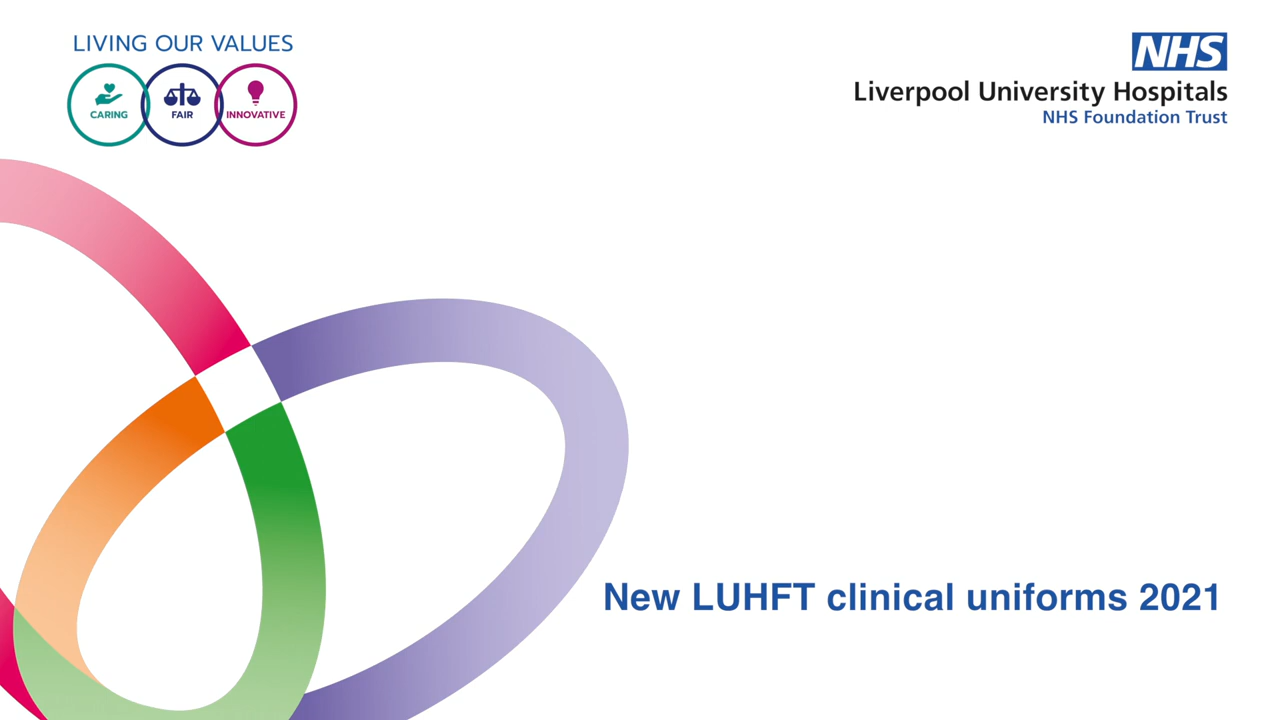 LIVING OUR VALUES
CARING
FAIR
INNOVATIVE
NHS
Liverpool University Hospitals
NHS Foundation Trust
New LUHFT clinical uniforms 2021